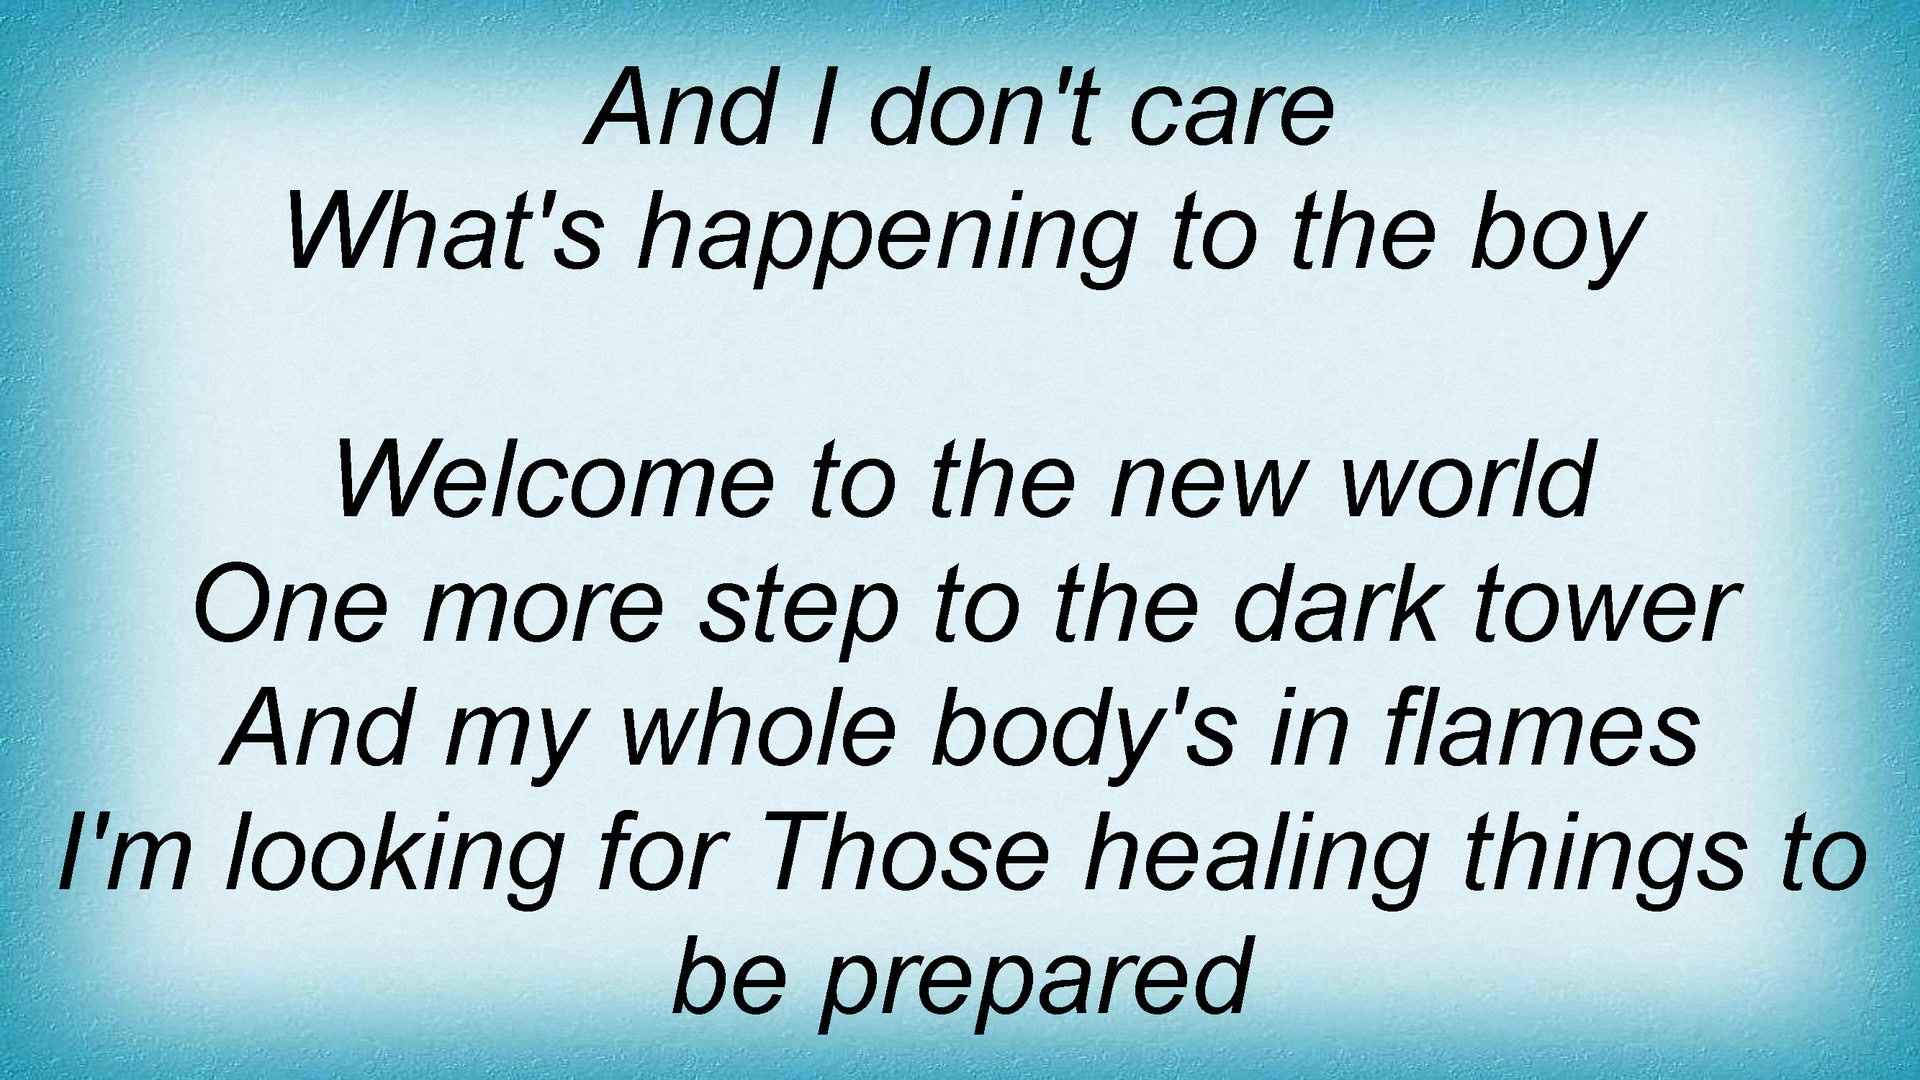 And I don't care
What's happening to the boy
Welcome to the new world
One more step to the dark tower
And my whole body's in flames
I'm looking for Those healing things to
be prepared